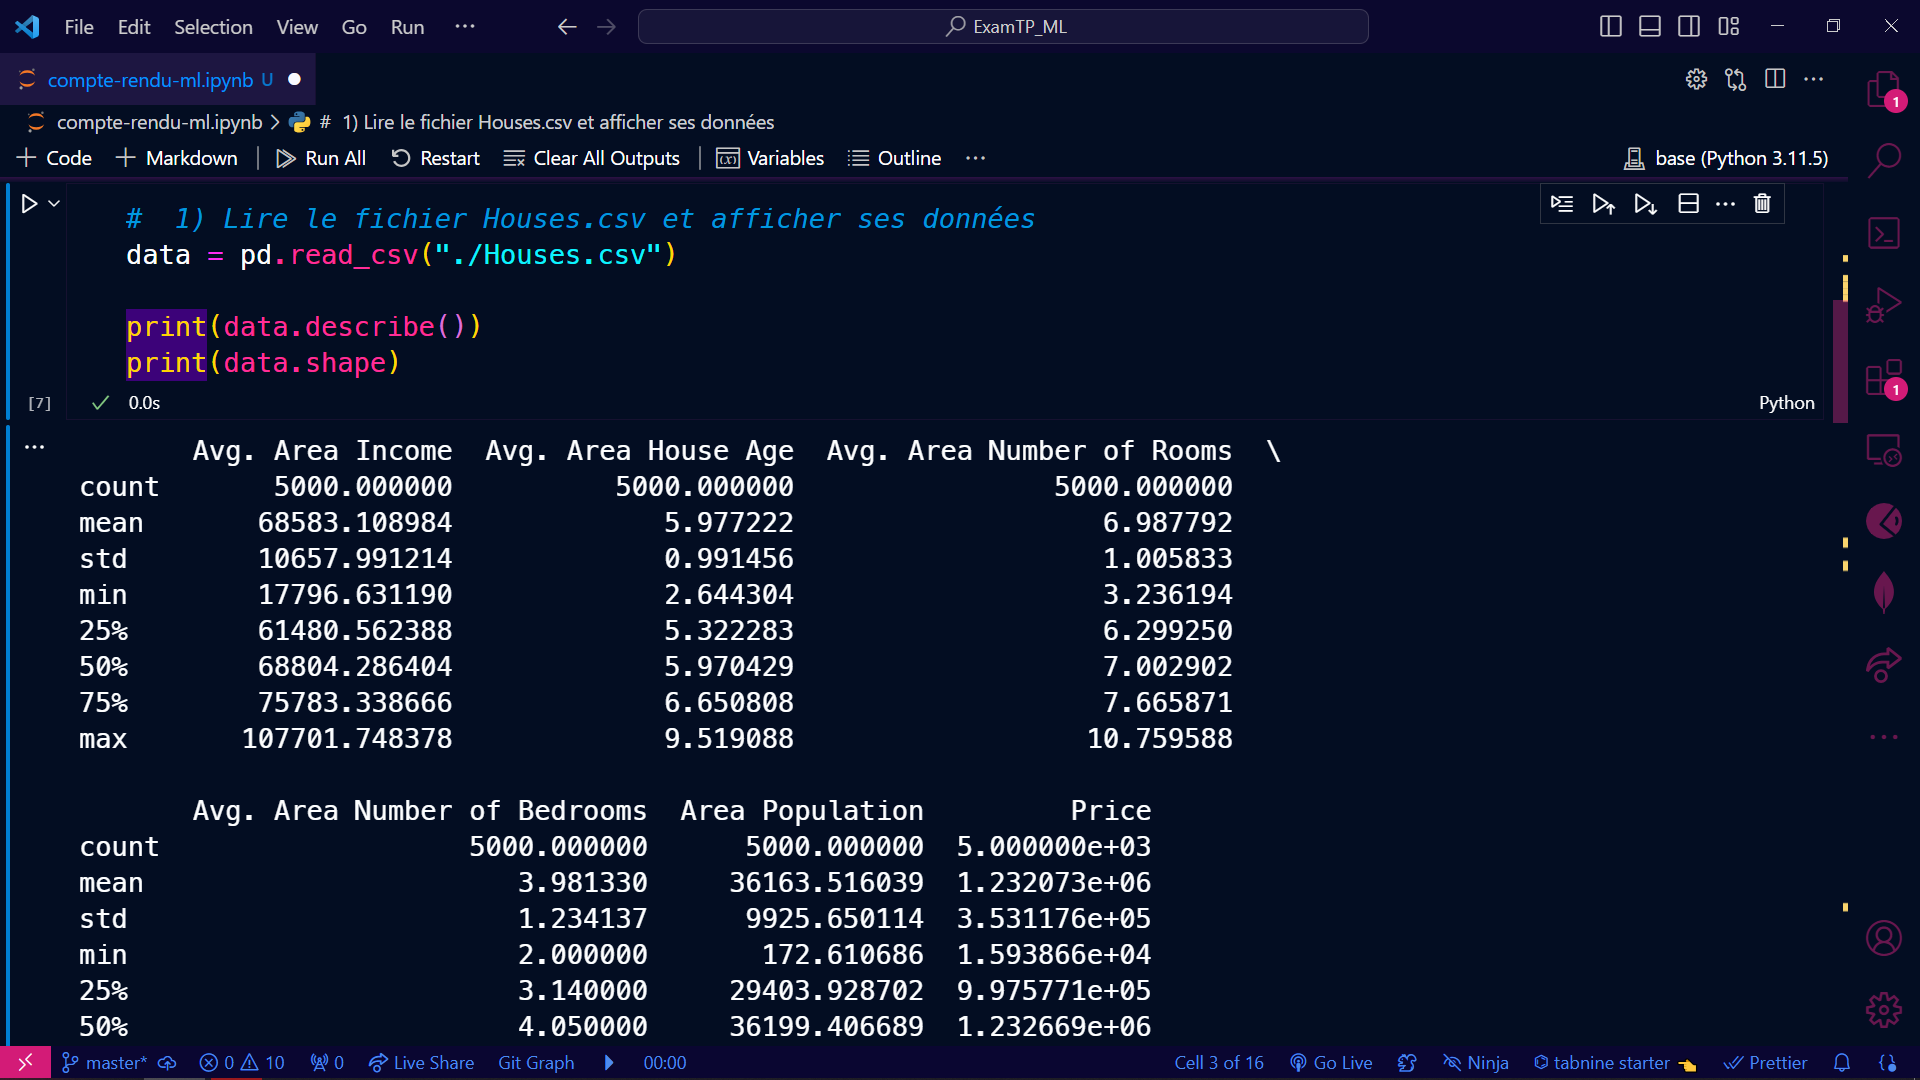 File Edit Selection View Go Run ···
ExamTP_ML
compte-rendu-ml.ipynb U
compte-rendu-ml.ipynb > # 1) Lire le fichier Houses.csv et afficher ses données
+ Code + Markdown | Run All Restart Clear All Outputs | Variables Outline ···
base (Python 3.11.5)
# 1) Lire le fichier Houses.csv et afficher ses données
data = pd.read_csv("./Houses.csv")
print(data.describe())
print(data.shape)
[7] 0.0s Python
Avg. Area Income Avg. Area House Age Avg. Area Number of Rooms \
count 5000.000000 5000.000000 5000.000000
mean 68583.108984 5.977222 6.987792
std 10657.991214 0.991456 1.005833
min 17796.631190 2.644304 3.236194
25% 61480.562388 5.322283 6.299250
50% 68804.286404 5.970429 7.002902
75% 75783.338666 6.650808 7.665871
max 107701.748378 9.519088 10.759588
Avg. Area Number of Bedrooms Area Population Price
count 5000.000000 5000.000000 5.000000e+03
mean 3.981330 36163.516039 1.232073e+06
std 1.234137 9925.650114 3.531176e+05
min 2.000000 172.610686 1.593866e+04
25% 3.140000 29403.928702 9.975771e+05
50% 4.050000 36199.406689 1.232669e+06
1
1
master* 0 10 0 Live Share Git Graph 00:00 Cell 3 of 16 Go Live Ninja tabnine starter Prettier